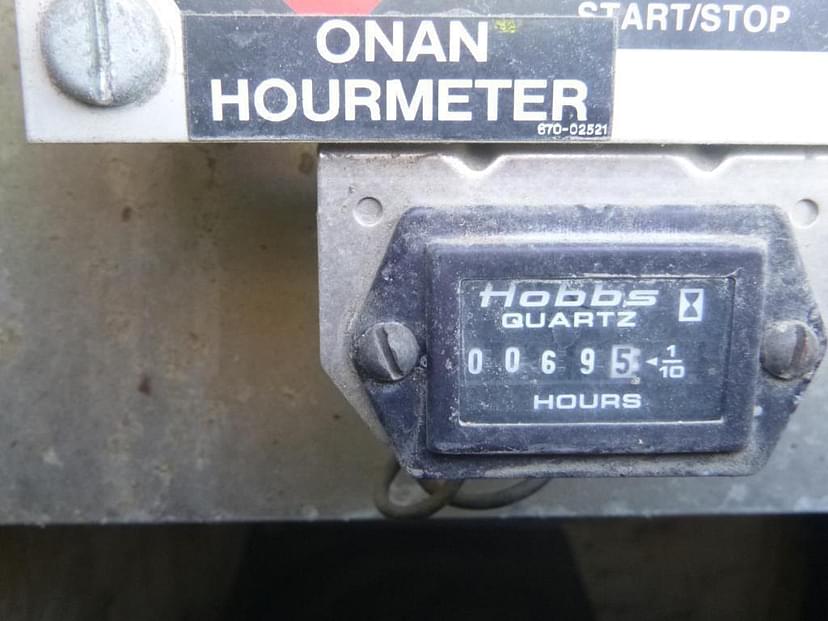 START/STOP
ONAN
HOURMETER
670-02521
Hobbs
QUARTZ
0 0 6 9 5 ◄ 1/10
HOURS